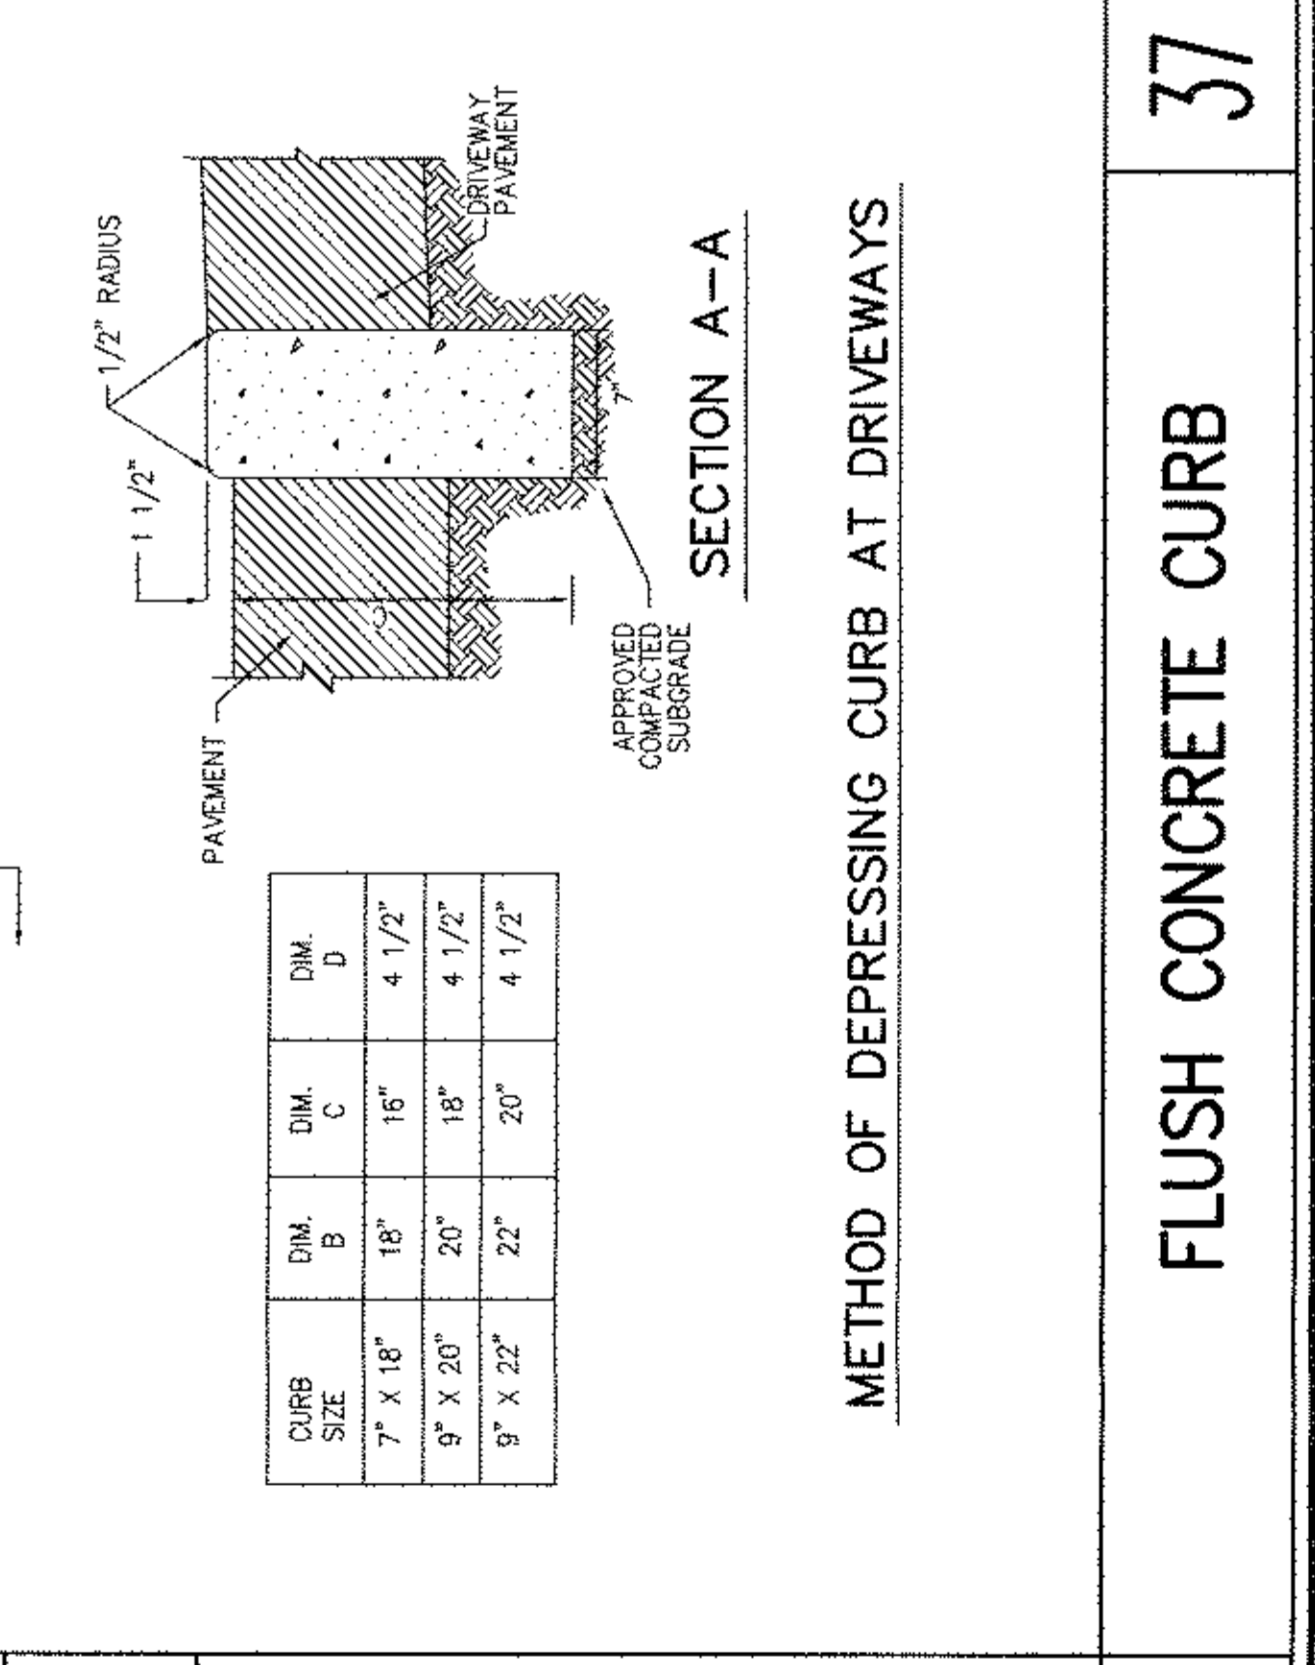 CURB
SIZE
DIM.
B
DIM.
C
DIM.
D
7" X 18"
18"
16"
4 1/2"
9" X 20"
20"
18"
4 1/2"
9" X 22"
22"
20"
4 1/2"
PAVEMENT
1 1/2"
1/2" RADIUS
DRIVEWAY
PAVEMENT
C
7"
APPROVED
COMPACTED
SUBGRADE
SECTION A-A
METHOD OF DEPRESSING CURB AT DRIVEWAYS
FLUSH CONCRETE CURB
37